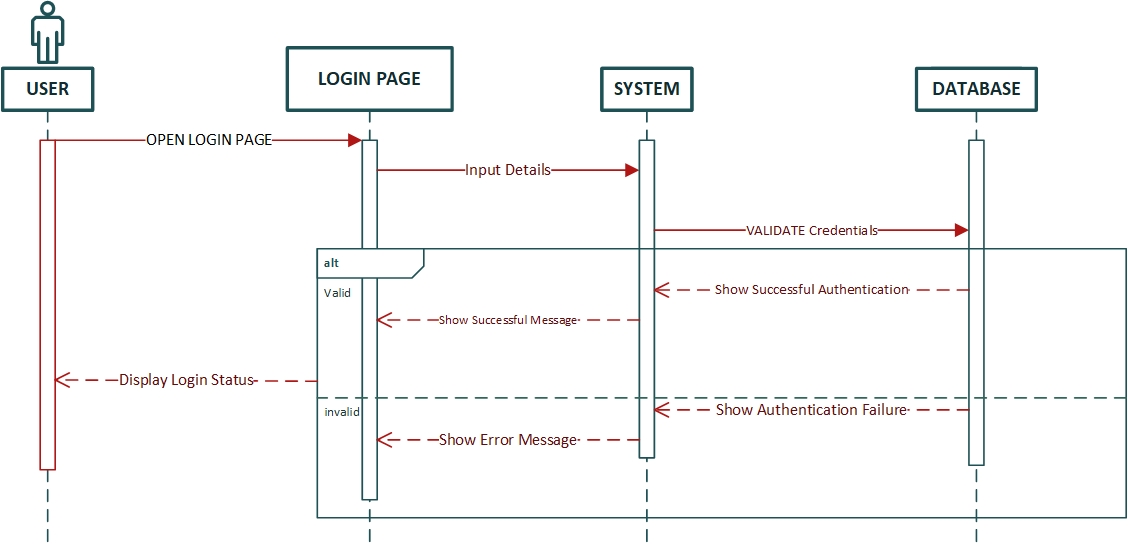 USER
LOGIN PAGE
SYSTEM
DATABASE
OPEN LOGIN PAGE
Input Details
VALIDATE Credentials
alt
Valid
Show Successful Authentication
Show Successful Message
Display Login Status
invalid
Show Authentication Failure
Show Error Message